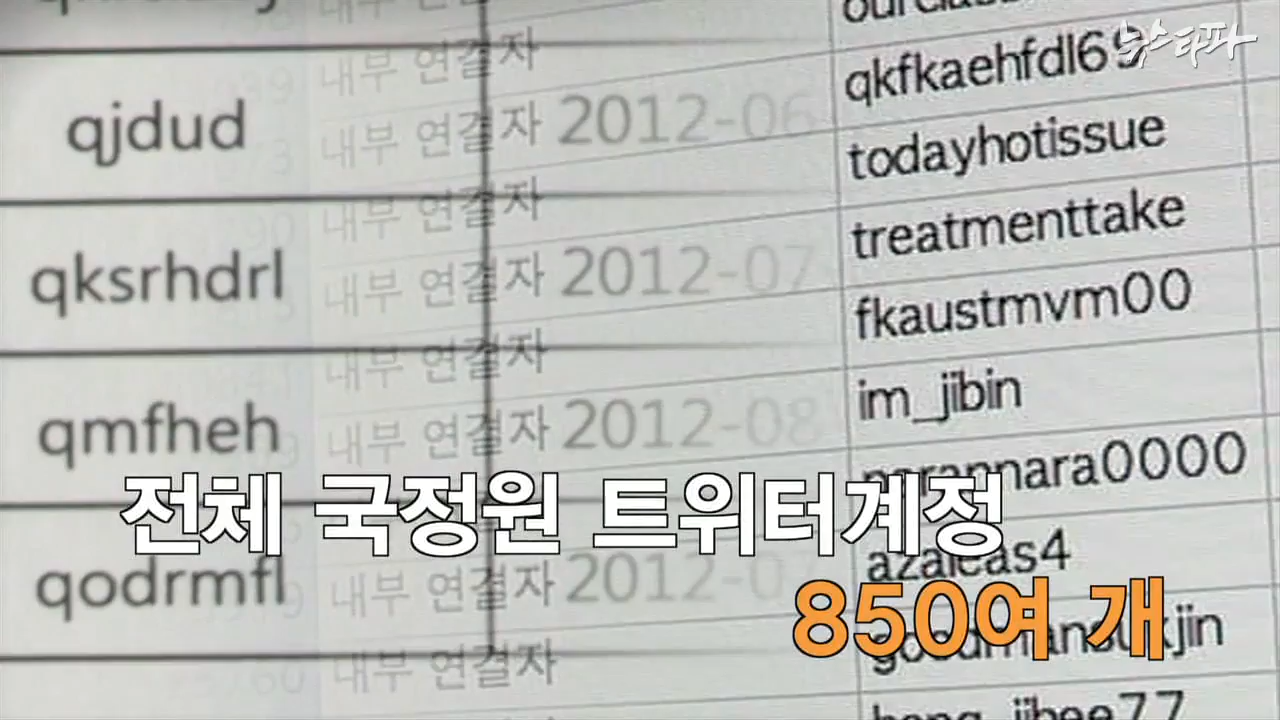 뉴스타파
내부 연결자
qkfkaehfdl69
qjdud
내부 연결자 2012-06
todayhotissue
내부 연결자
treatmenttake
qksrhdrl
내부 연결자 2012-07
fkaustmvm00
내부 연결자
im_jibin
qmfheh
내부 연결자 2012-08
narannara0000
전체 국정원 트위터계정
azaleas4
qodrmfl
내부 연결자 2012-07
850여 개
내부 연결자